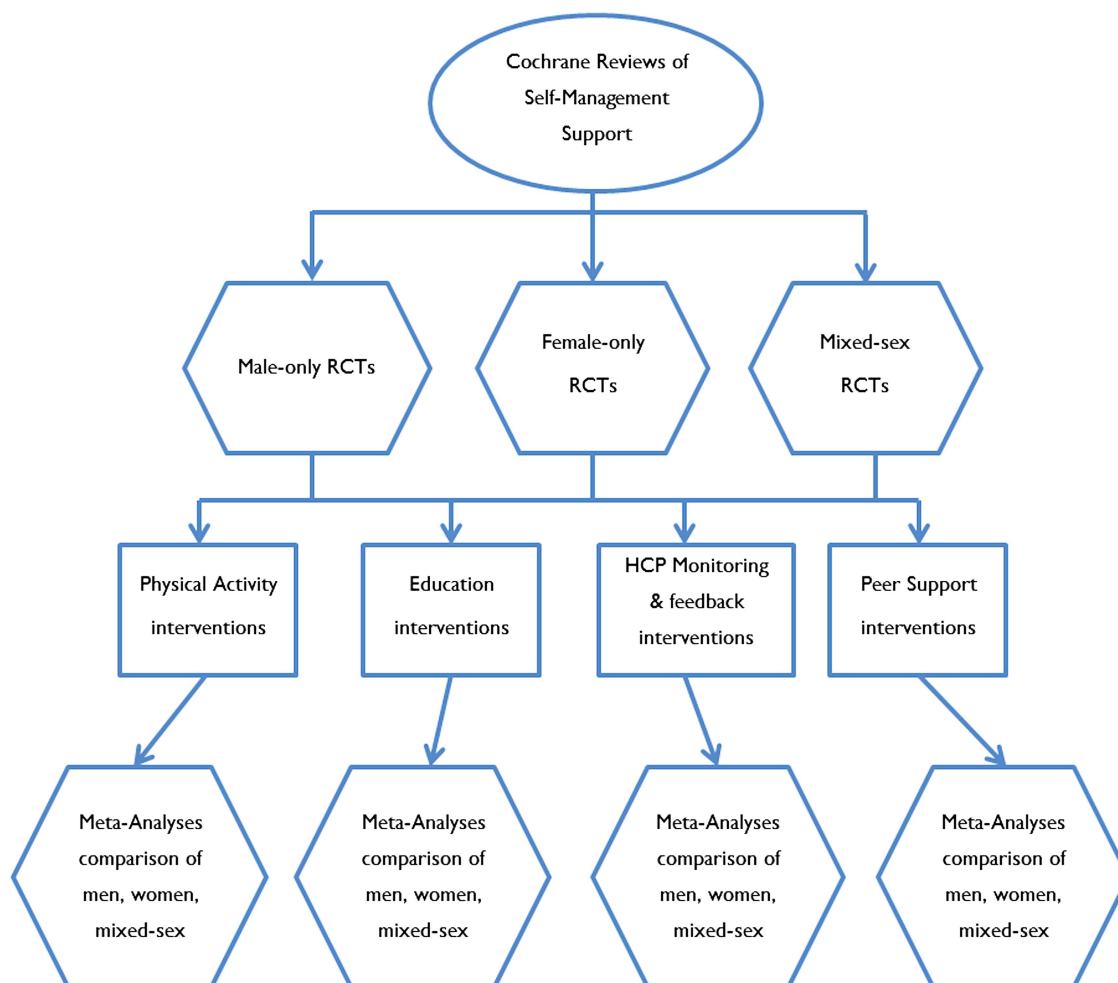 Cochrane Reviews of
Self-Management
Support
Male-only RCTs
Female-only
RCTs
Mixed-sex
RCTs
Physical Activity
interventions
Education
interventions
HCP Monitoring
& feedback
interventions
Peer Support
interventions
Meta-Analyses
comparison of
men, women,
mixed-sex
Meta-Analyses
comparison of
men, women,
mixed-sex
Meta-Analyses
comparison of
men, women,
mixed-sex
Meta-Analyses
comparison of
men, women,
mixed-sex